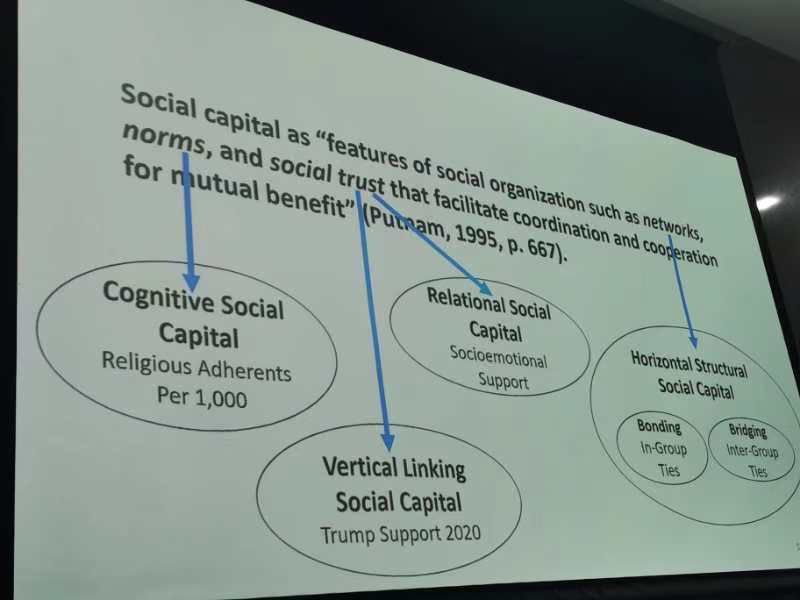 Social capital as “features of social organization such as networks,
norms, and social trust that facilitate coordination and cooperation
for mutual benefit” (Putnam, 1995, p. 667).
Cognitive Social
Capital
Religious Adherents
Per 1,000
Relational Social
Capital
Socioemotional
Support
Vertical Linking
Social Capital
Trump Support 2020
Horizontal Structural
Social Capital
Bonding
In-Group
Ties
Bridging
Inter-Group
Ties